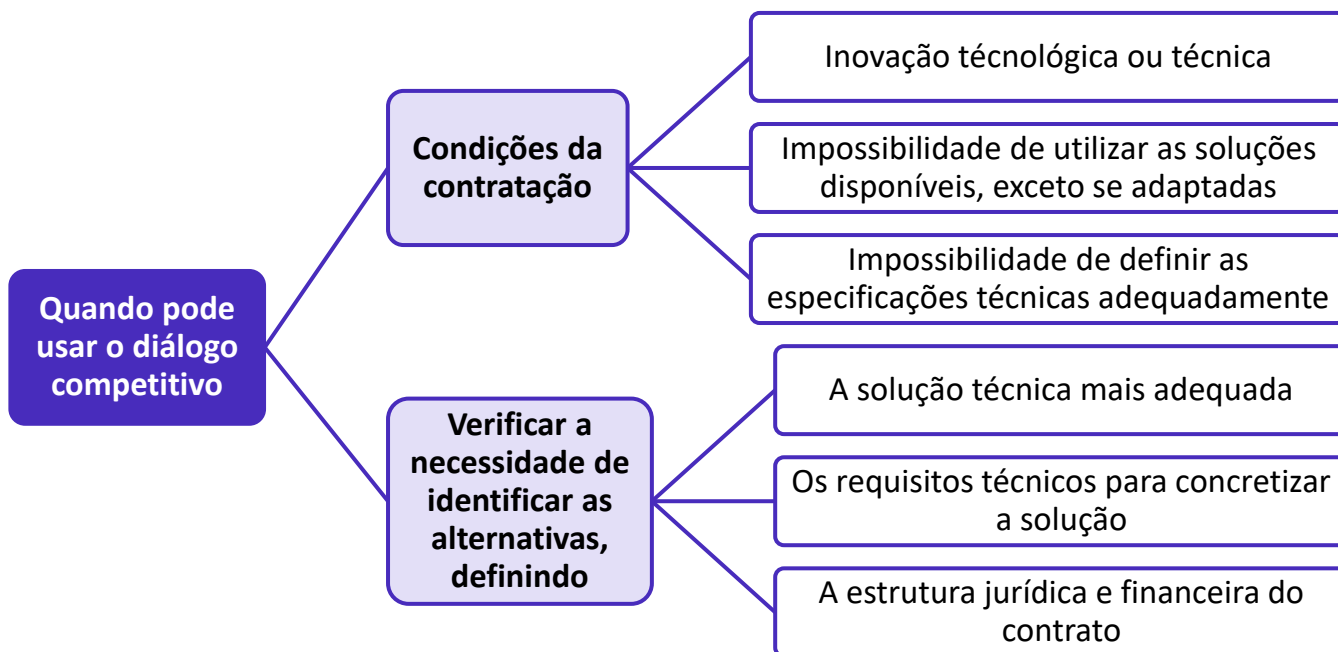 Quando pode
usar o diálogo
competitivo
Condições da
contratação
Inovação técnológica ou técnica
Impossibilidade de utilizar as soluções
disponíveis, exceto se adaptadas
Impossibilidade de definir as
especificações técnicas adequadamente
Verificar a
necessidade de
identificar as
alternativas,
definindo
A solução técnica mais adequada
Os requisitos técnicos para concretizar
a solução
A estrutura jurídica e financeira do
contrato